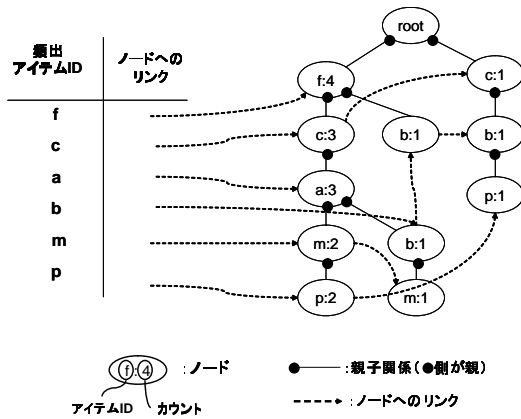 頻出
アイテムID
ノードへの
リンク
f
c
a
b
m
p
root
f:4
c:1
c:3
b:1
b:1
a:3
p:1
m:2
b:1
p:2
m:1
f:4
:ノード
アイテムID
カウント
:親子関係(●側が親)
:ノードへのリンク